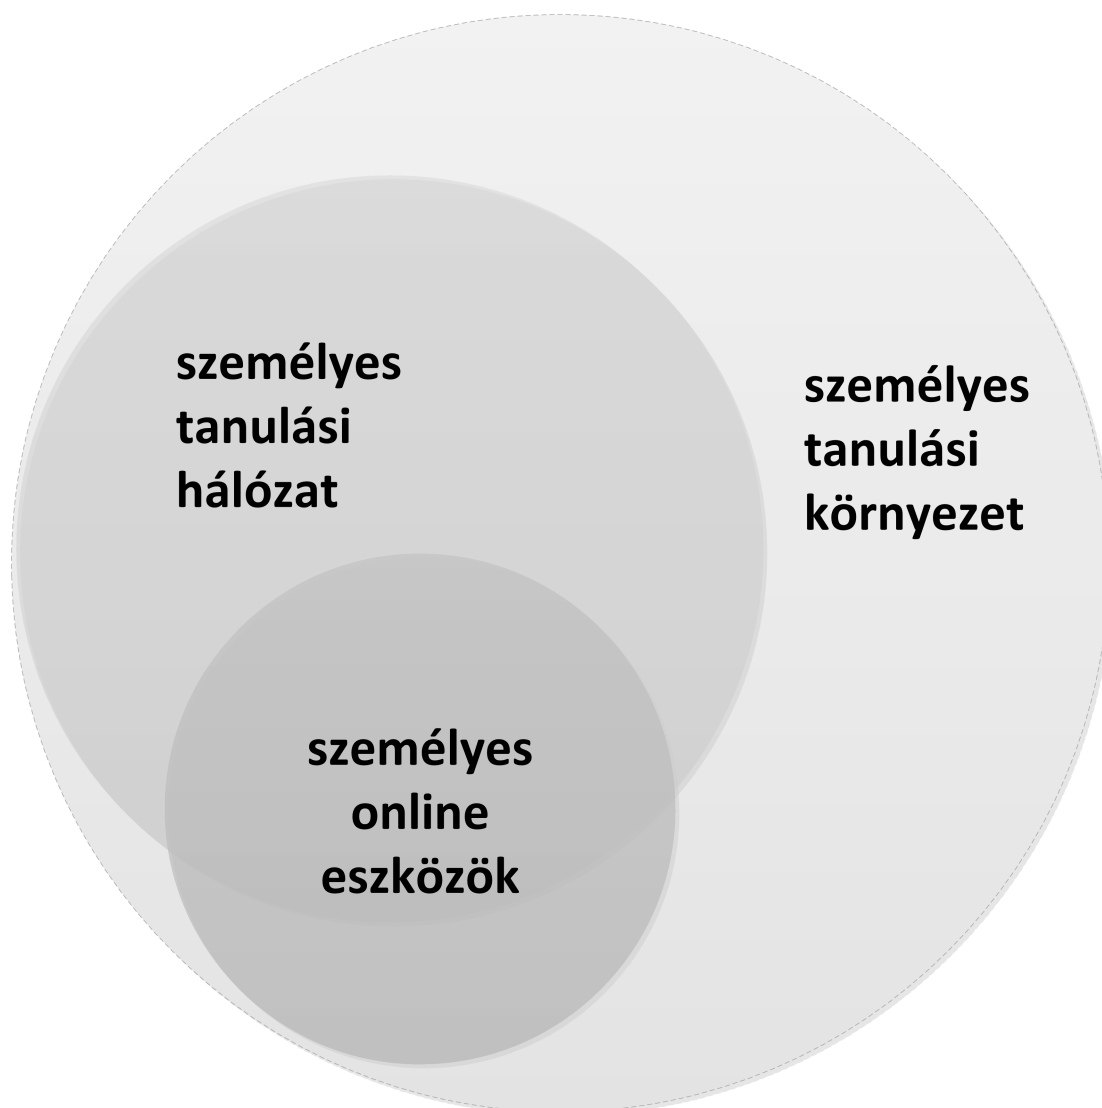 személyes
tanulási
hálózat
személyes
tanulási
környezet
személyes
online
eszközök